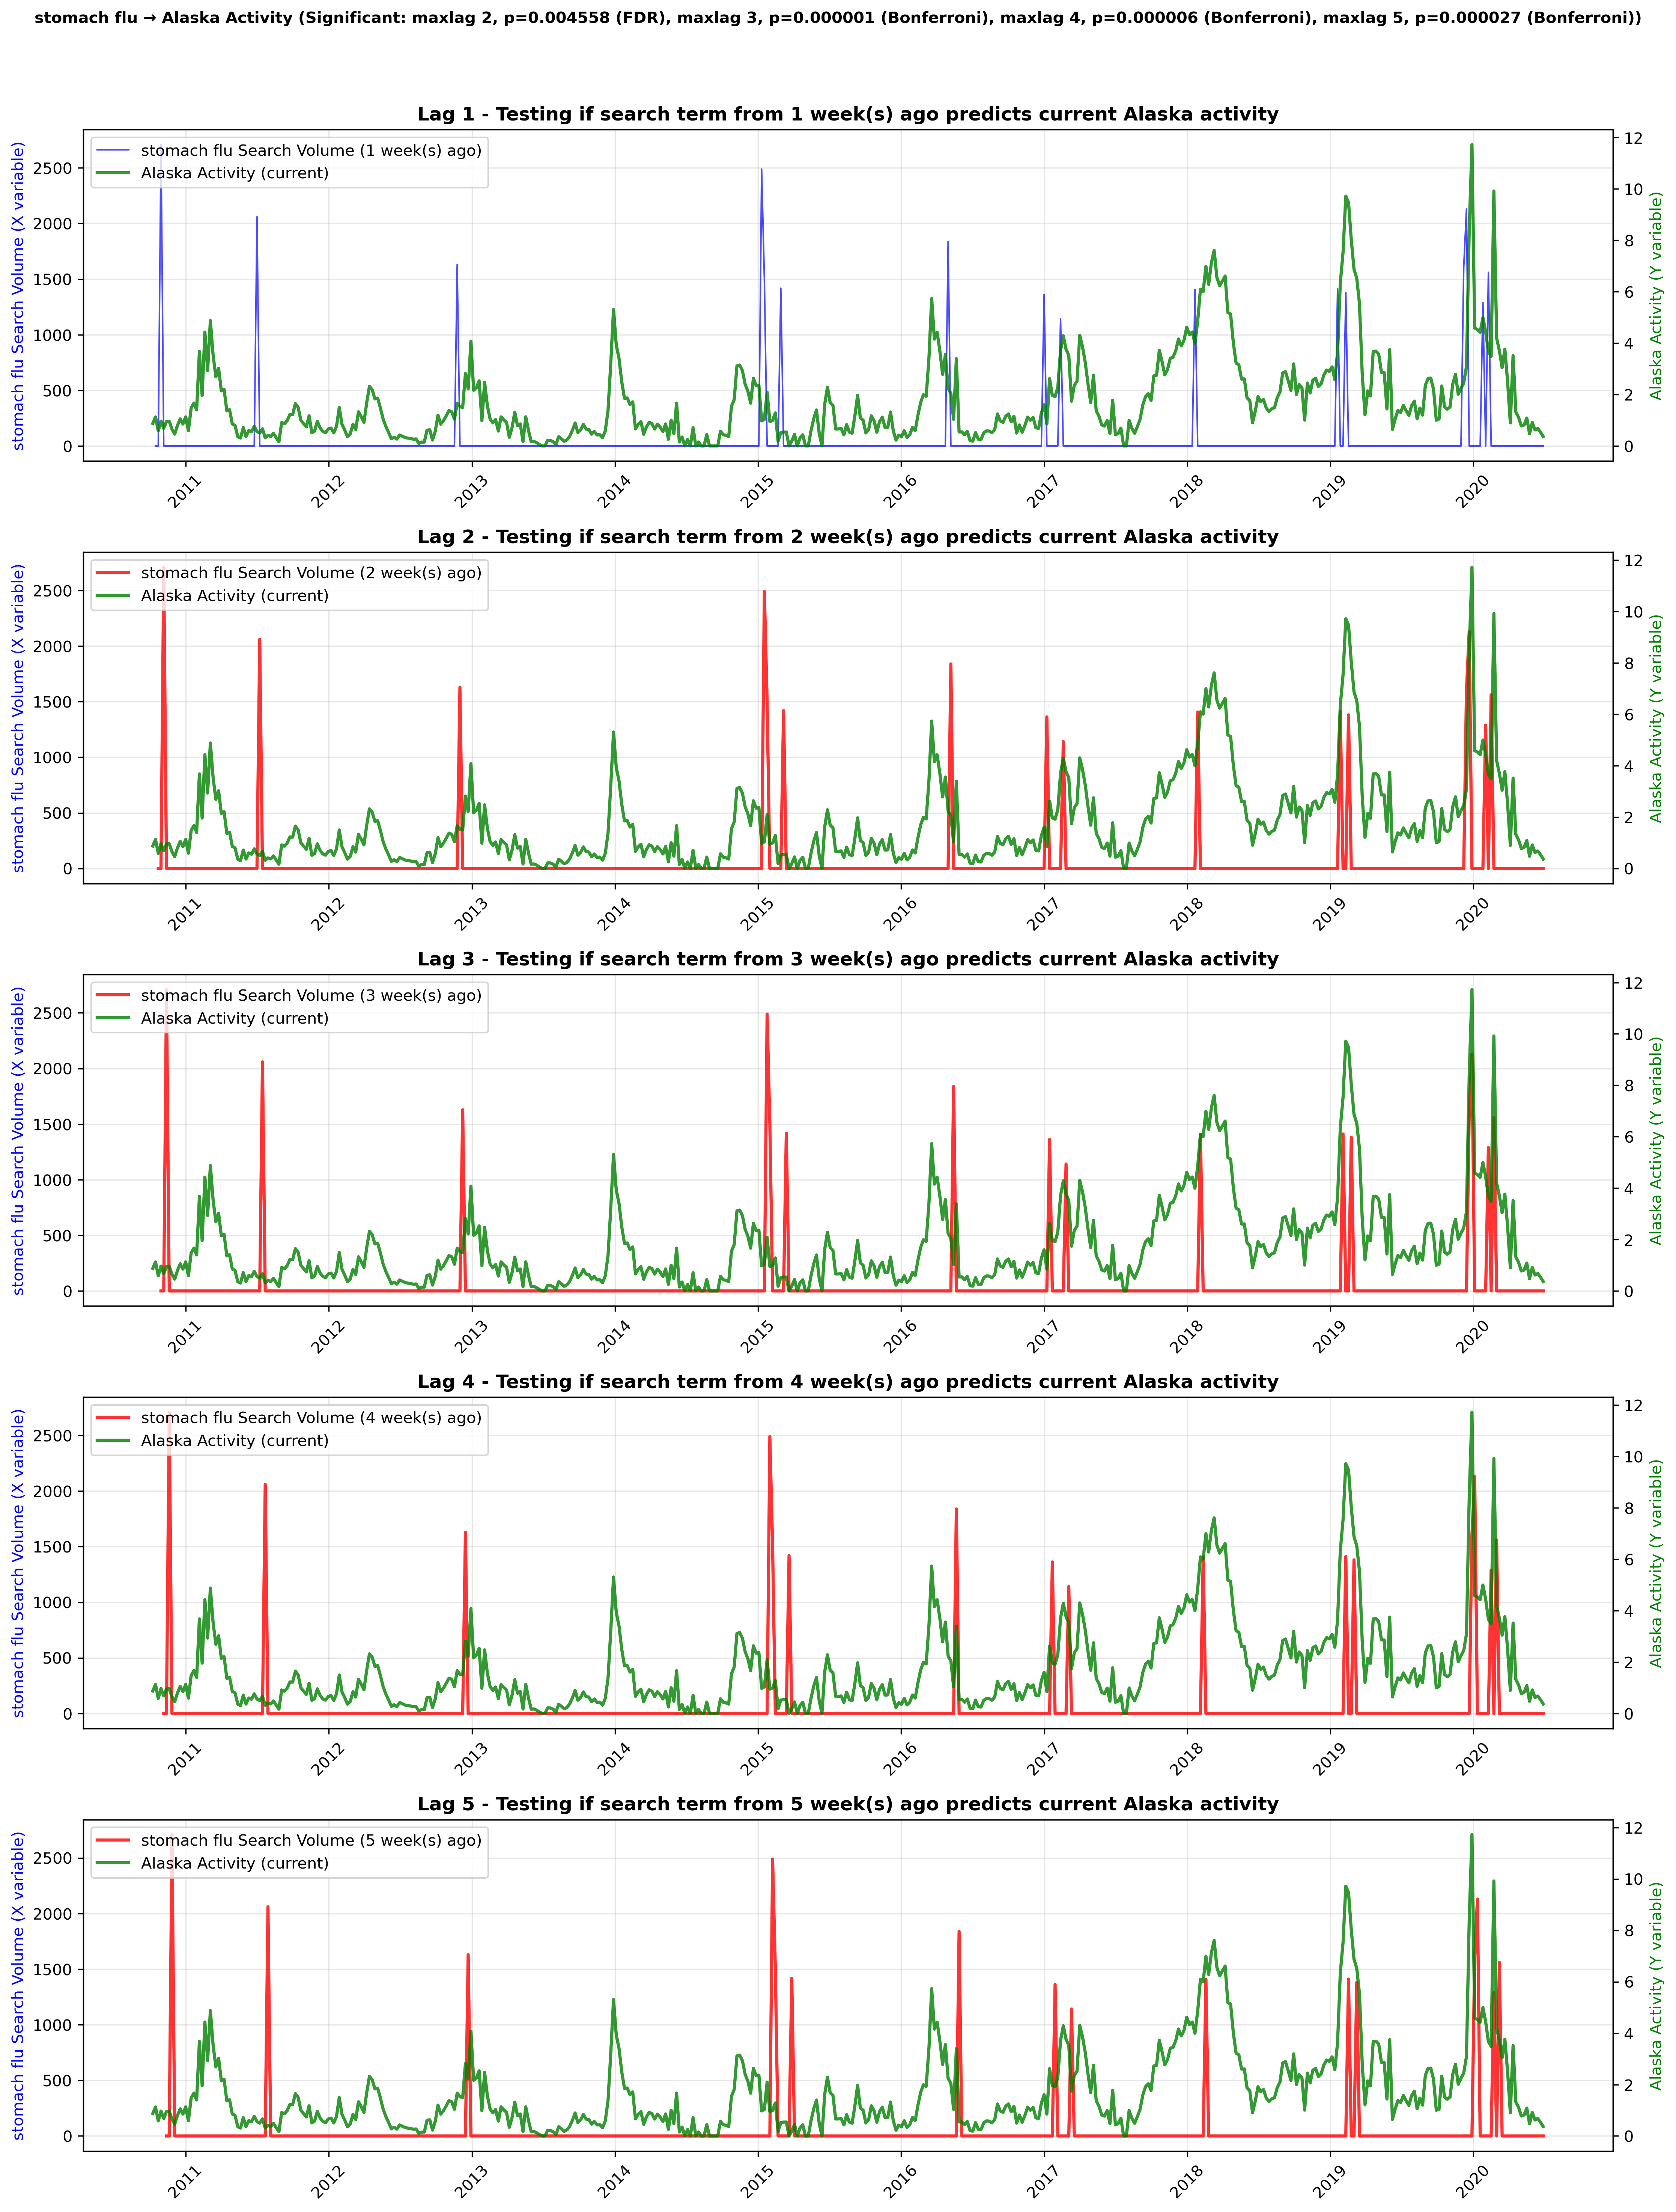 stomach flu → Alaska Activity (Significant: maxlag 2, p=0.004558 (FDR), maxlag 3, p=0.000001 (Bonferroni), maxlag 4, p=0.000006 (Bonferroni), maxlag 5, p=0.000027 (Bonferroni))
Lag 1 - Testing if search term from 1 week(s) ago predicts current Alaska activity
stomach flu Search Volume (1 week(s) ago)
Alaska Activity (current)
stomach flu Search Volume (X variable)
2500
2000
1500
1000
500
0
12
10
8
6
4
2
0
Alaska Activity (Y variable)
2011 2012 2013 2014 2015 2016 2017 2018 2019 2020
Lag 2 - Testing if search term from 2 week(s) ago predicts current Alaska activity
stomach flu Search Volume (2 week(s) ago)
Alaska Activity (current)
stomach flu Search Volume (X variable)
2500
2000
1500
1000
500
0
12
10
8
6
4
2
0
Alaska Activity (Y variable)
2011 2012 2013 2014 2015 2016 2017 2018 2019 2020
Lag 3 - Testing if search term from 3 week(s) ago predicts current Alaska activity
stomach flu Search Volume (3 week(s) ago)
Alaska Activity (current)
stomach flu Search Volume (X variable)
2500
2000
1500
1000
500
0
12
10
8
6
4
2
0
Alaska Activity (Y variable)
2011 2012 2013 2014 2015 2016 2017 2018 2019 2020
Lag 4 - Testing if search term from 4 week(s) ago predicts current Alaska activity
stomach flu Search Volume (4 week(s) ago)
Alaska Activity (current)
stomach flu Search Volume (X variable)
2500
2000
1500
1000
500
0
12
10
8
6
4
2
0
Alaska Activity (Y variable)
2011 2012 2013 2014 2015 2016 2017 2018 2019 2020
Lag 5 - Testing if search term from 5 week(s) ago predicts current Alaska activity
stomach flu Search Volume (5 week(s) ago)
Alaska Activity (current)
stomach flu Search Volume (X variable)
2500
2000
1500
1000
500
0
12
10
8
6
4
2
0
Alaska Activity (Y variable)
2011 2012 2013 2014 2015 2016 2017 2018 2019 2020